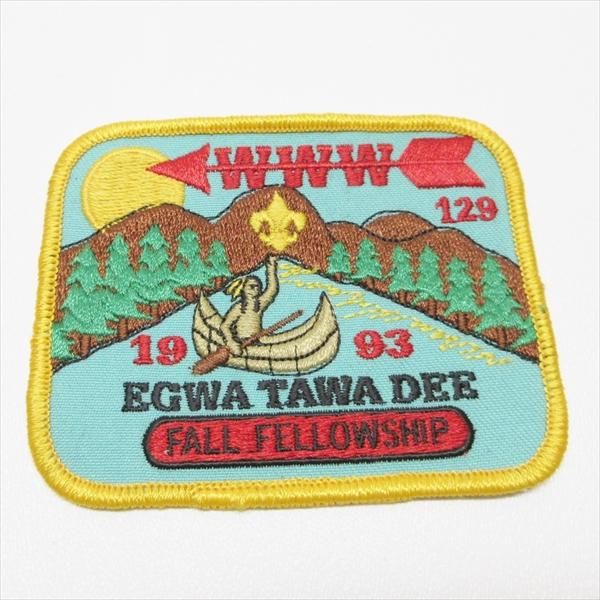 WWW
129
19 93
EGWA TAWA DEE
FALL FELLOWSHIP